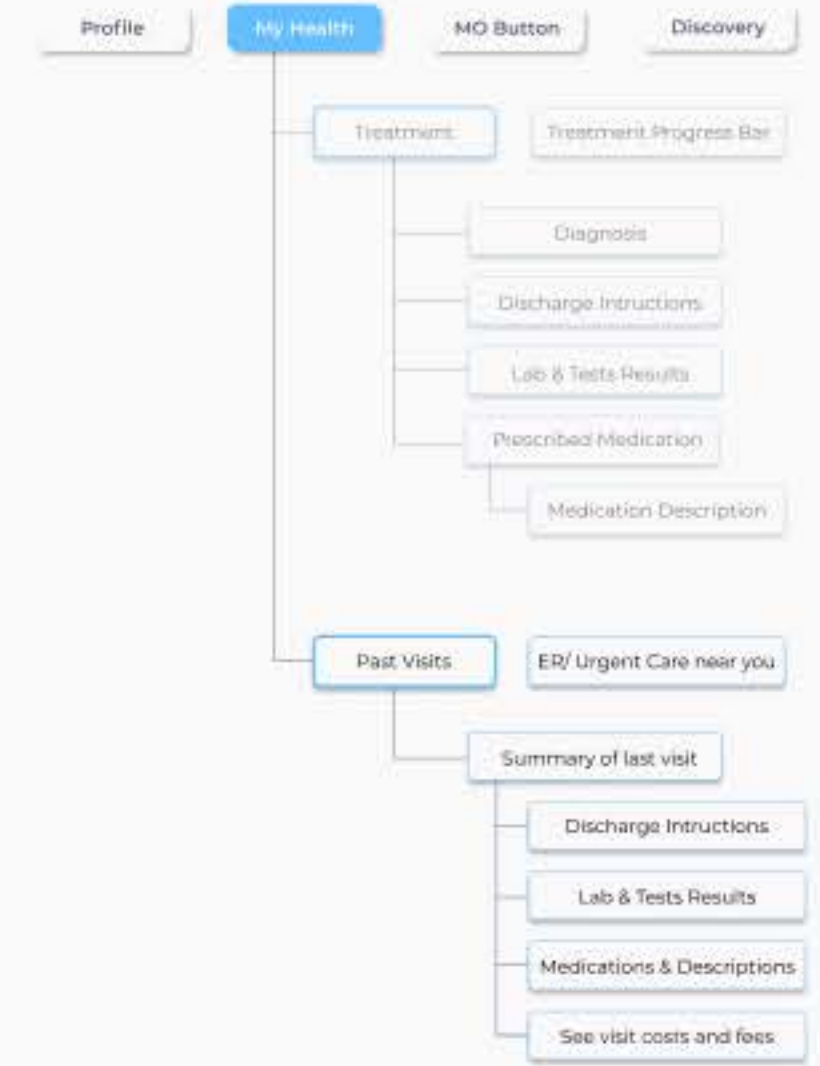 Profile
My Health
MO Button
Discovery
Treatment
Treatment Progress Bar
Diagnosis
Discharge Intructions
Lab & Tests Results
Prescribed Medication
Medication Description
Past Visits
ER/ Urgent Care near you
Summary of last visit
Discharge Intructions
Lab & Tests Results
Medications & Descriptions
See visit costs and fees